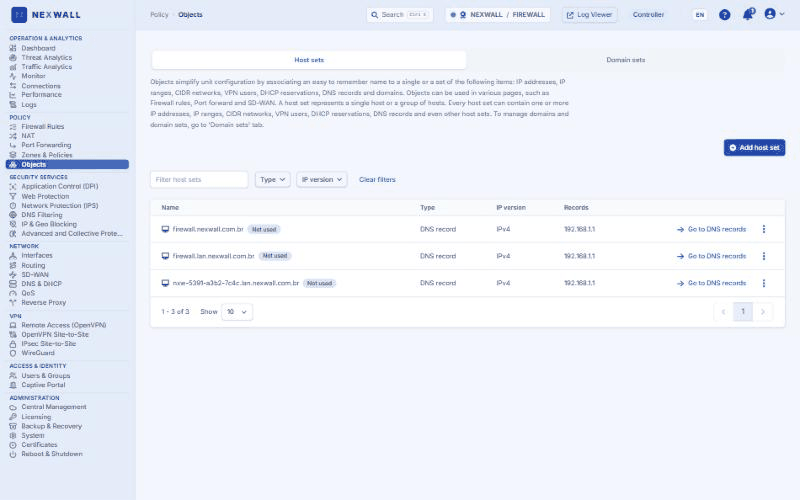 NEXWALL
OPERATION & ANALYTICS
Dashboard
Threat Analytics
Traffic Analytics
Monitor
Connections
Performance
Logs
POLICY
Firewall Rules
NAT
Port Forwarding
Zones & Policies
Objects
SECURITY SERVICES
Application Control (DPI)
Web Protection
Network Protection (IPS)
DNS Filtering
IP & Geo Blocking
Advanced and Collective Prote...
NETWORK
Interfaces
Routing
SD-WAN
DNS & DHCP
QoS
Reverse Proxy
VPN
Remote Access (OpenVPN)
OpenVPN Site-to-Site
IPsec Site-to-Site
WireGuard
ACCESS & IDENTITY
Users & Groups
Captive Portal
ADMINISTRATION
Central Management
Licensing
Backup & Recovery
System
Certificates
Reboot & Shutdown
Policy Objects
Search Ctrl K
NEXWALL / FIREWALL
Log Viewer
Controller
EN
Host sets
Domain sets
Objects simplify unit configuration by associating an easy to remember name to a single or a set of the following items: IP addresses, IP
ranges, CIDR networks, VPN users, DHCP reservations, DNS records and domains. Objects can be used in various pages, such as
Firewall rules, Port forward and SD-WAN. A host set represents a single host or a group of hosts. Every host set can contain one or more
IP addresses, IP ranges, CIDR networks, VPN users, DHCP reservations, DNS records and even other host sets. To manage domains and
domain sets, go to 'Domain sets' tab.
Add host set
Filter host sets
Type
IP version
Clear filters
Name Type IP version Records
firewall.nexwall.com.br Not used DNS record IPv4 192.168.1.1 Go to DNS records
firewall.lan.nexwall.com.br Not used DNS record IPv4 192.168.1.1 Go to DNS records
nxw-5391-a3b2-7c4c.lan.nexwall.com.br Not used DNS record IPv4 192.168.1.1 Go to DNS records
1 - 3 of 3 Show 10 1